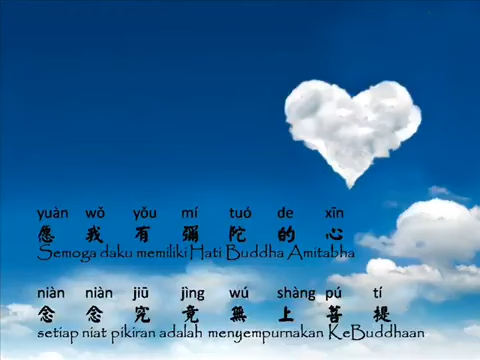 yuàn wǒ yǒu mí tuó de xīn
愿我有彌陀的心
Semoga daku memiliki Hati Buddha Amitabha
niàn niàn jiū jìng wú shàng pú tí
念念究竟無上菩提
setiap niat pikiran adalah menyempurnakan KeBuddhaan